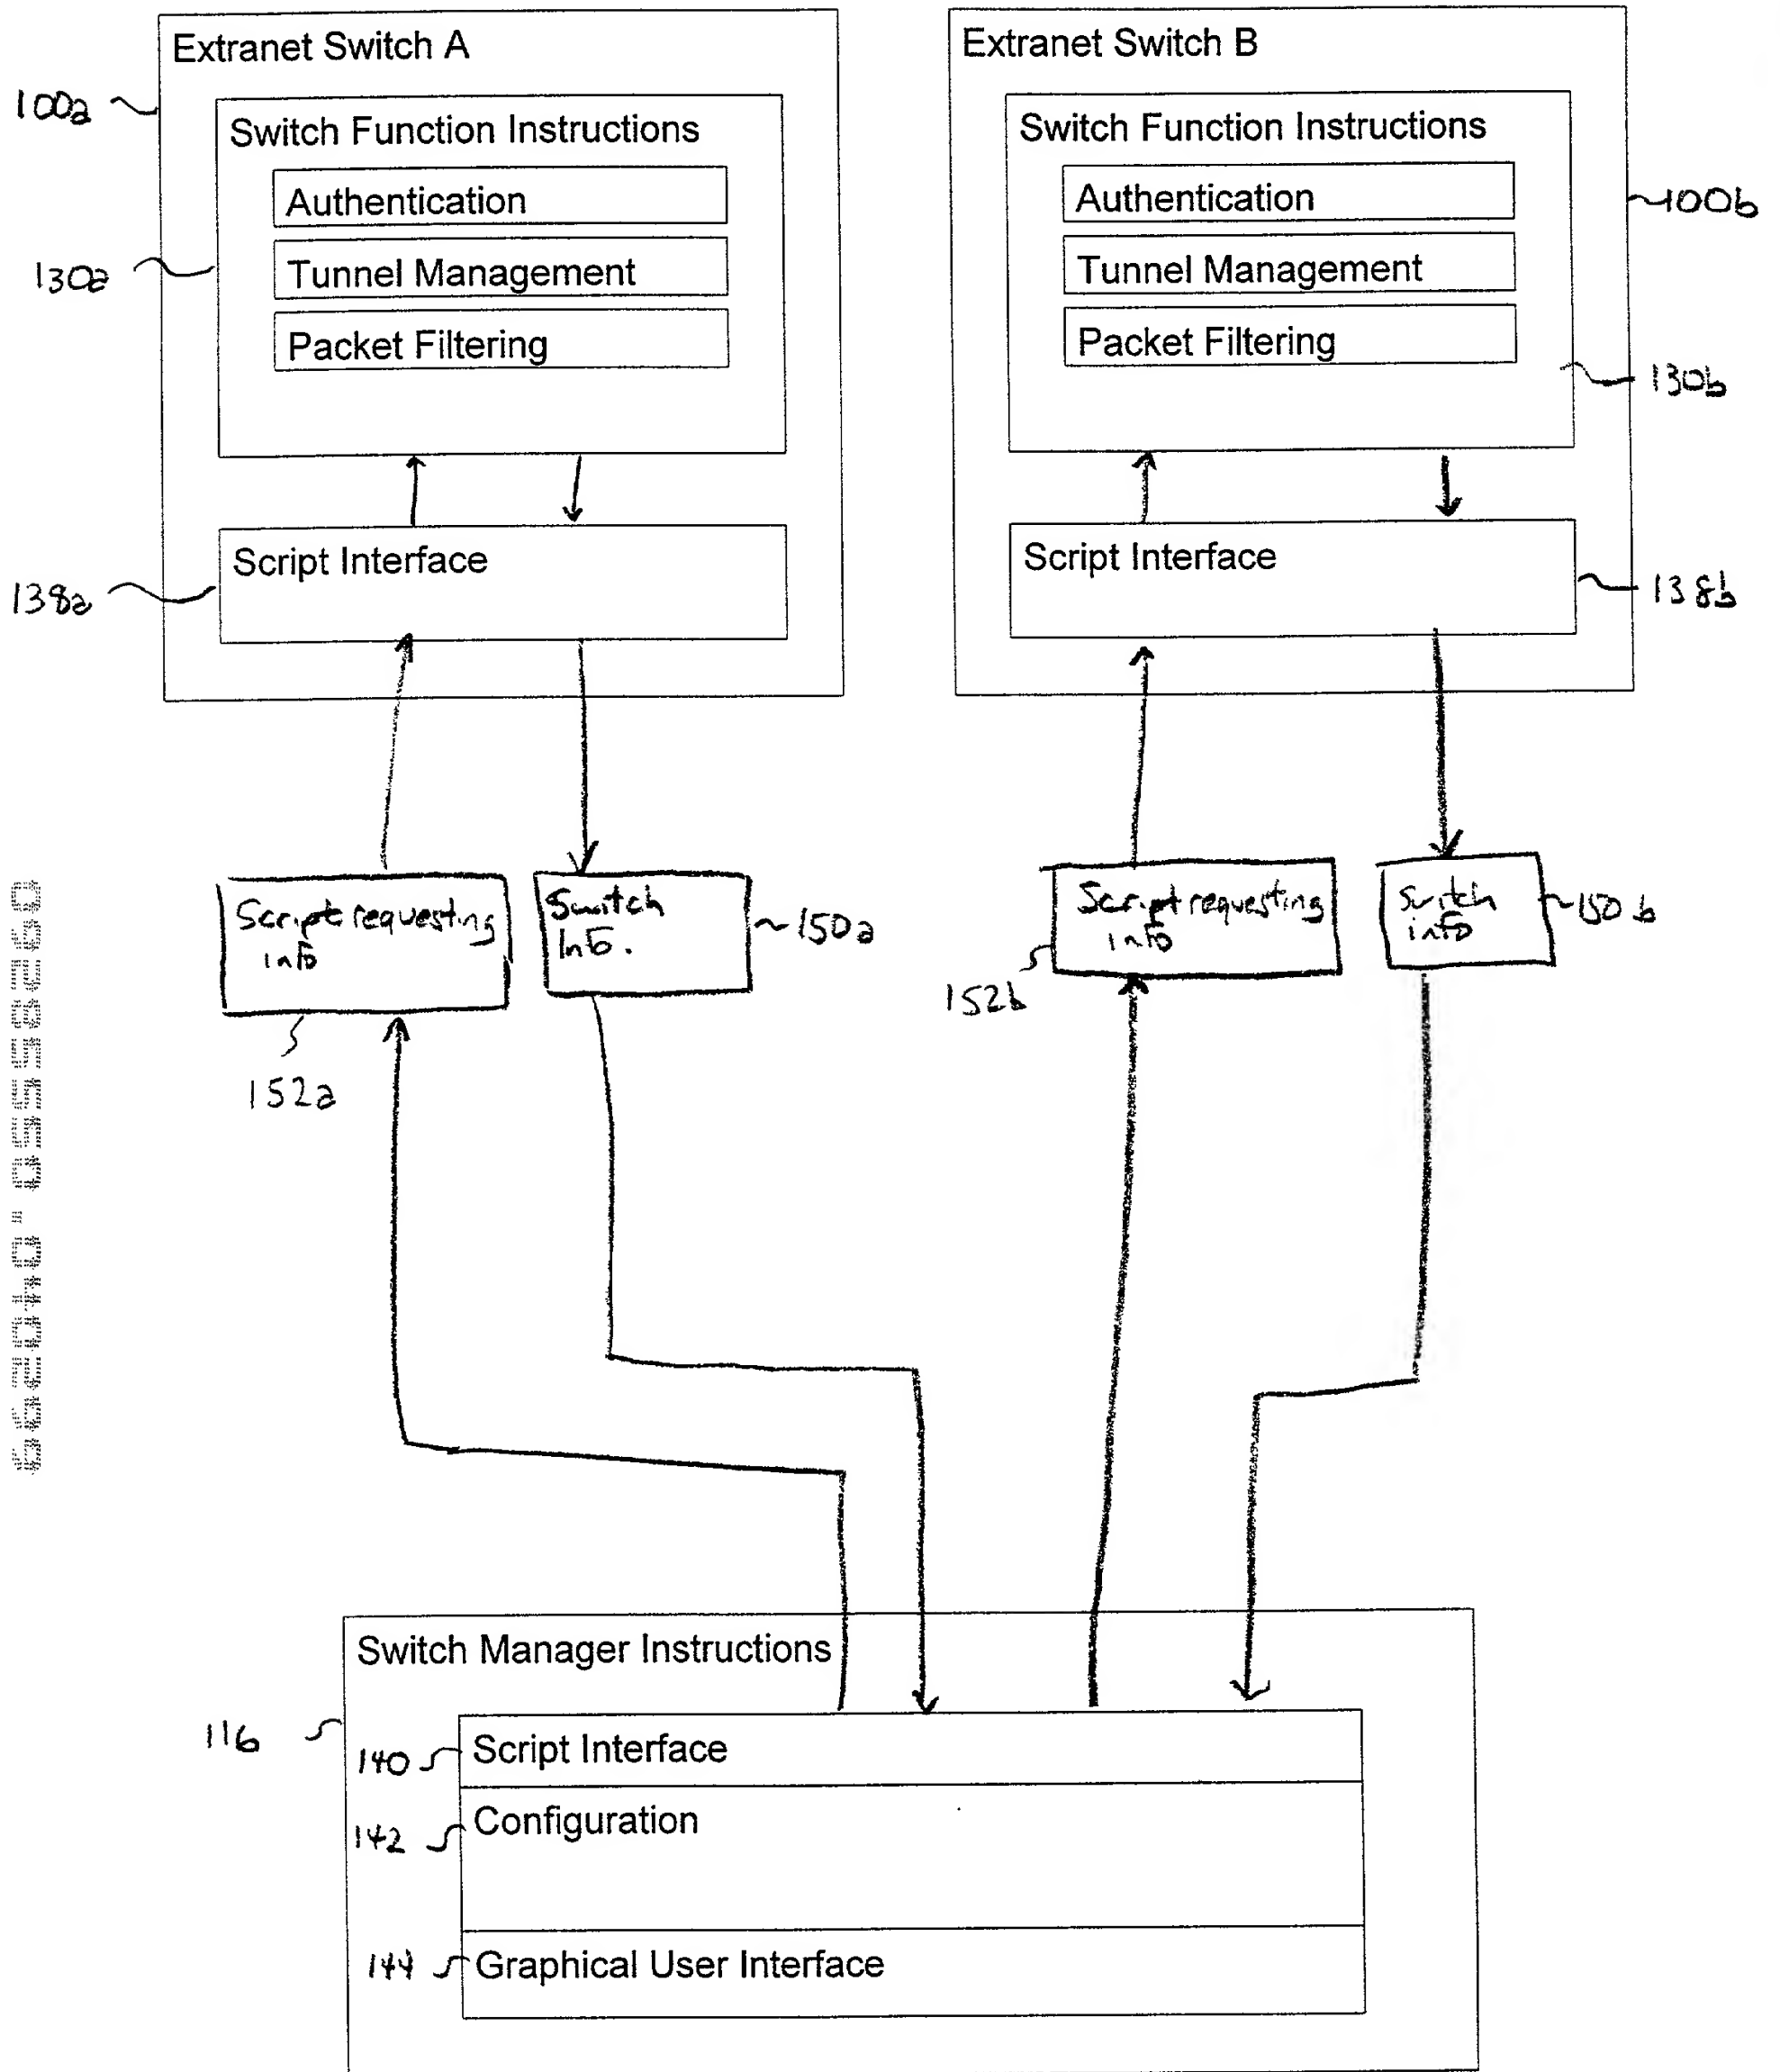 Extranet Switch A
100a
Switch Function Instructions
Authentication
130a
Tunnel Management
Packet Filtering
Script Interface
138a
Extranet Switch B
Switch Function Instructions
Authentication
100b
Tunnel Management
Packet Filtering
130b
Script Interface
138b
Script requesting
info
152a
Switch
Info.
150a
Script requesting
info
152b
Switch
info
150b
Switch Manager Instructions
116
140
Script Interface
142
Configuration
144
Graphical User Interface